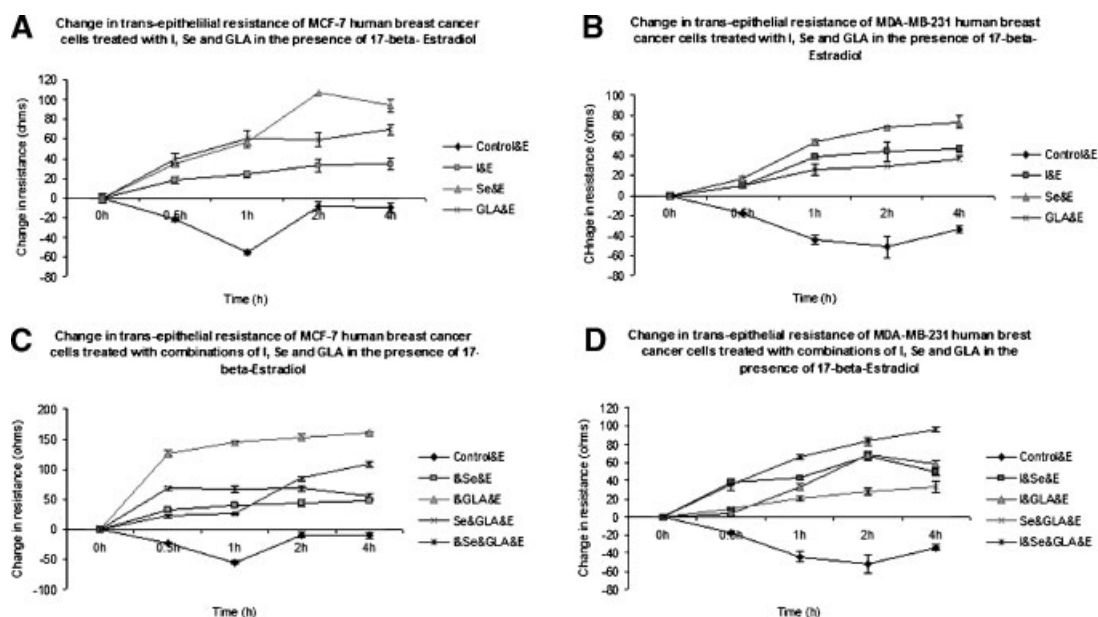 A
Change in trans-epithelilial resistance of MCF-7 human breast cancer
cells treated with I, Se and GLA in the presence of 17-beta- Estradiol
Change in resistance (ohms)
120
100
80
60
40
20
0
-20
-40
-60
-80
0h
0.5h
1h
2h
4h
Time (h)
Control&E
I&E
Se&E
GLA&E
B
Change in trans-epithelial resistance of MDA-MB-231 human breast
cancer cells treated with I, Se and GLA in the presence of 17-beta-
Estradiol
CHnage in resistance (ohms)
100
80
60
40
20
0
-20
-40
-60
-80
0h
0.5h
1h
2h
4h
Time (h)
Control&E
I&E
Se&E
GLA&E
C
Change in trans-epithelial resistance of MCF-7 human breast cancer
cells treated with combinations of I, Se and GLA in the presence of 17-
beta-Estradiol
Change in resistance (ohms)
200
150
100
50
0
-50
-100
0h
0.5h
1h
2h
4h
Time (h)
Control&E
I&Se&E
I&GLA&E
Se&GLA&E
I&Se&GLA&E
D
Change in trans-epithelial resistance of MDA-MB-231 human brest
cancer cells treated with combinations of I, Se and GLA in the
presence of 17-beta-Estradiol
Change in resistance (ohms)
120
100
80
60
40
20
0
-20
-40
-60
-80
0h
0.5h
1h
2h
4h
Time (h)
Control&E
I&Se&E
I&GLA&E
Se&GLA&E
I&Se&GLA&E